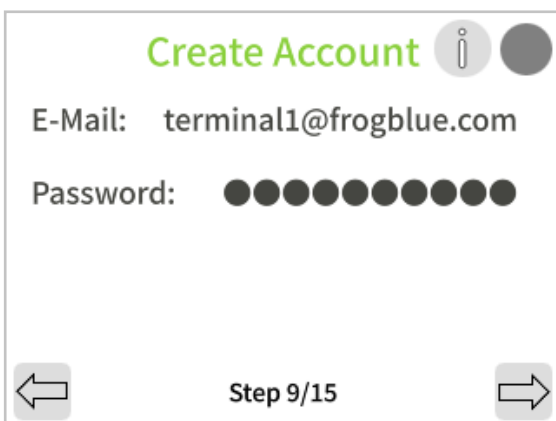 Create Account i
E-Mail: terminal1@frogblue.com
Password: ●●●●●●●●●●
Step 9/15